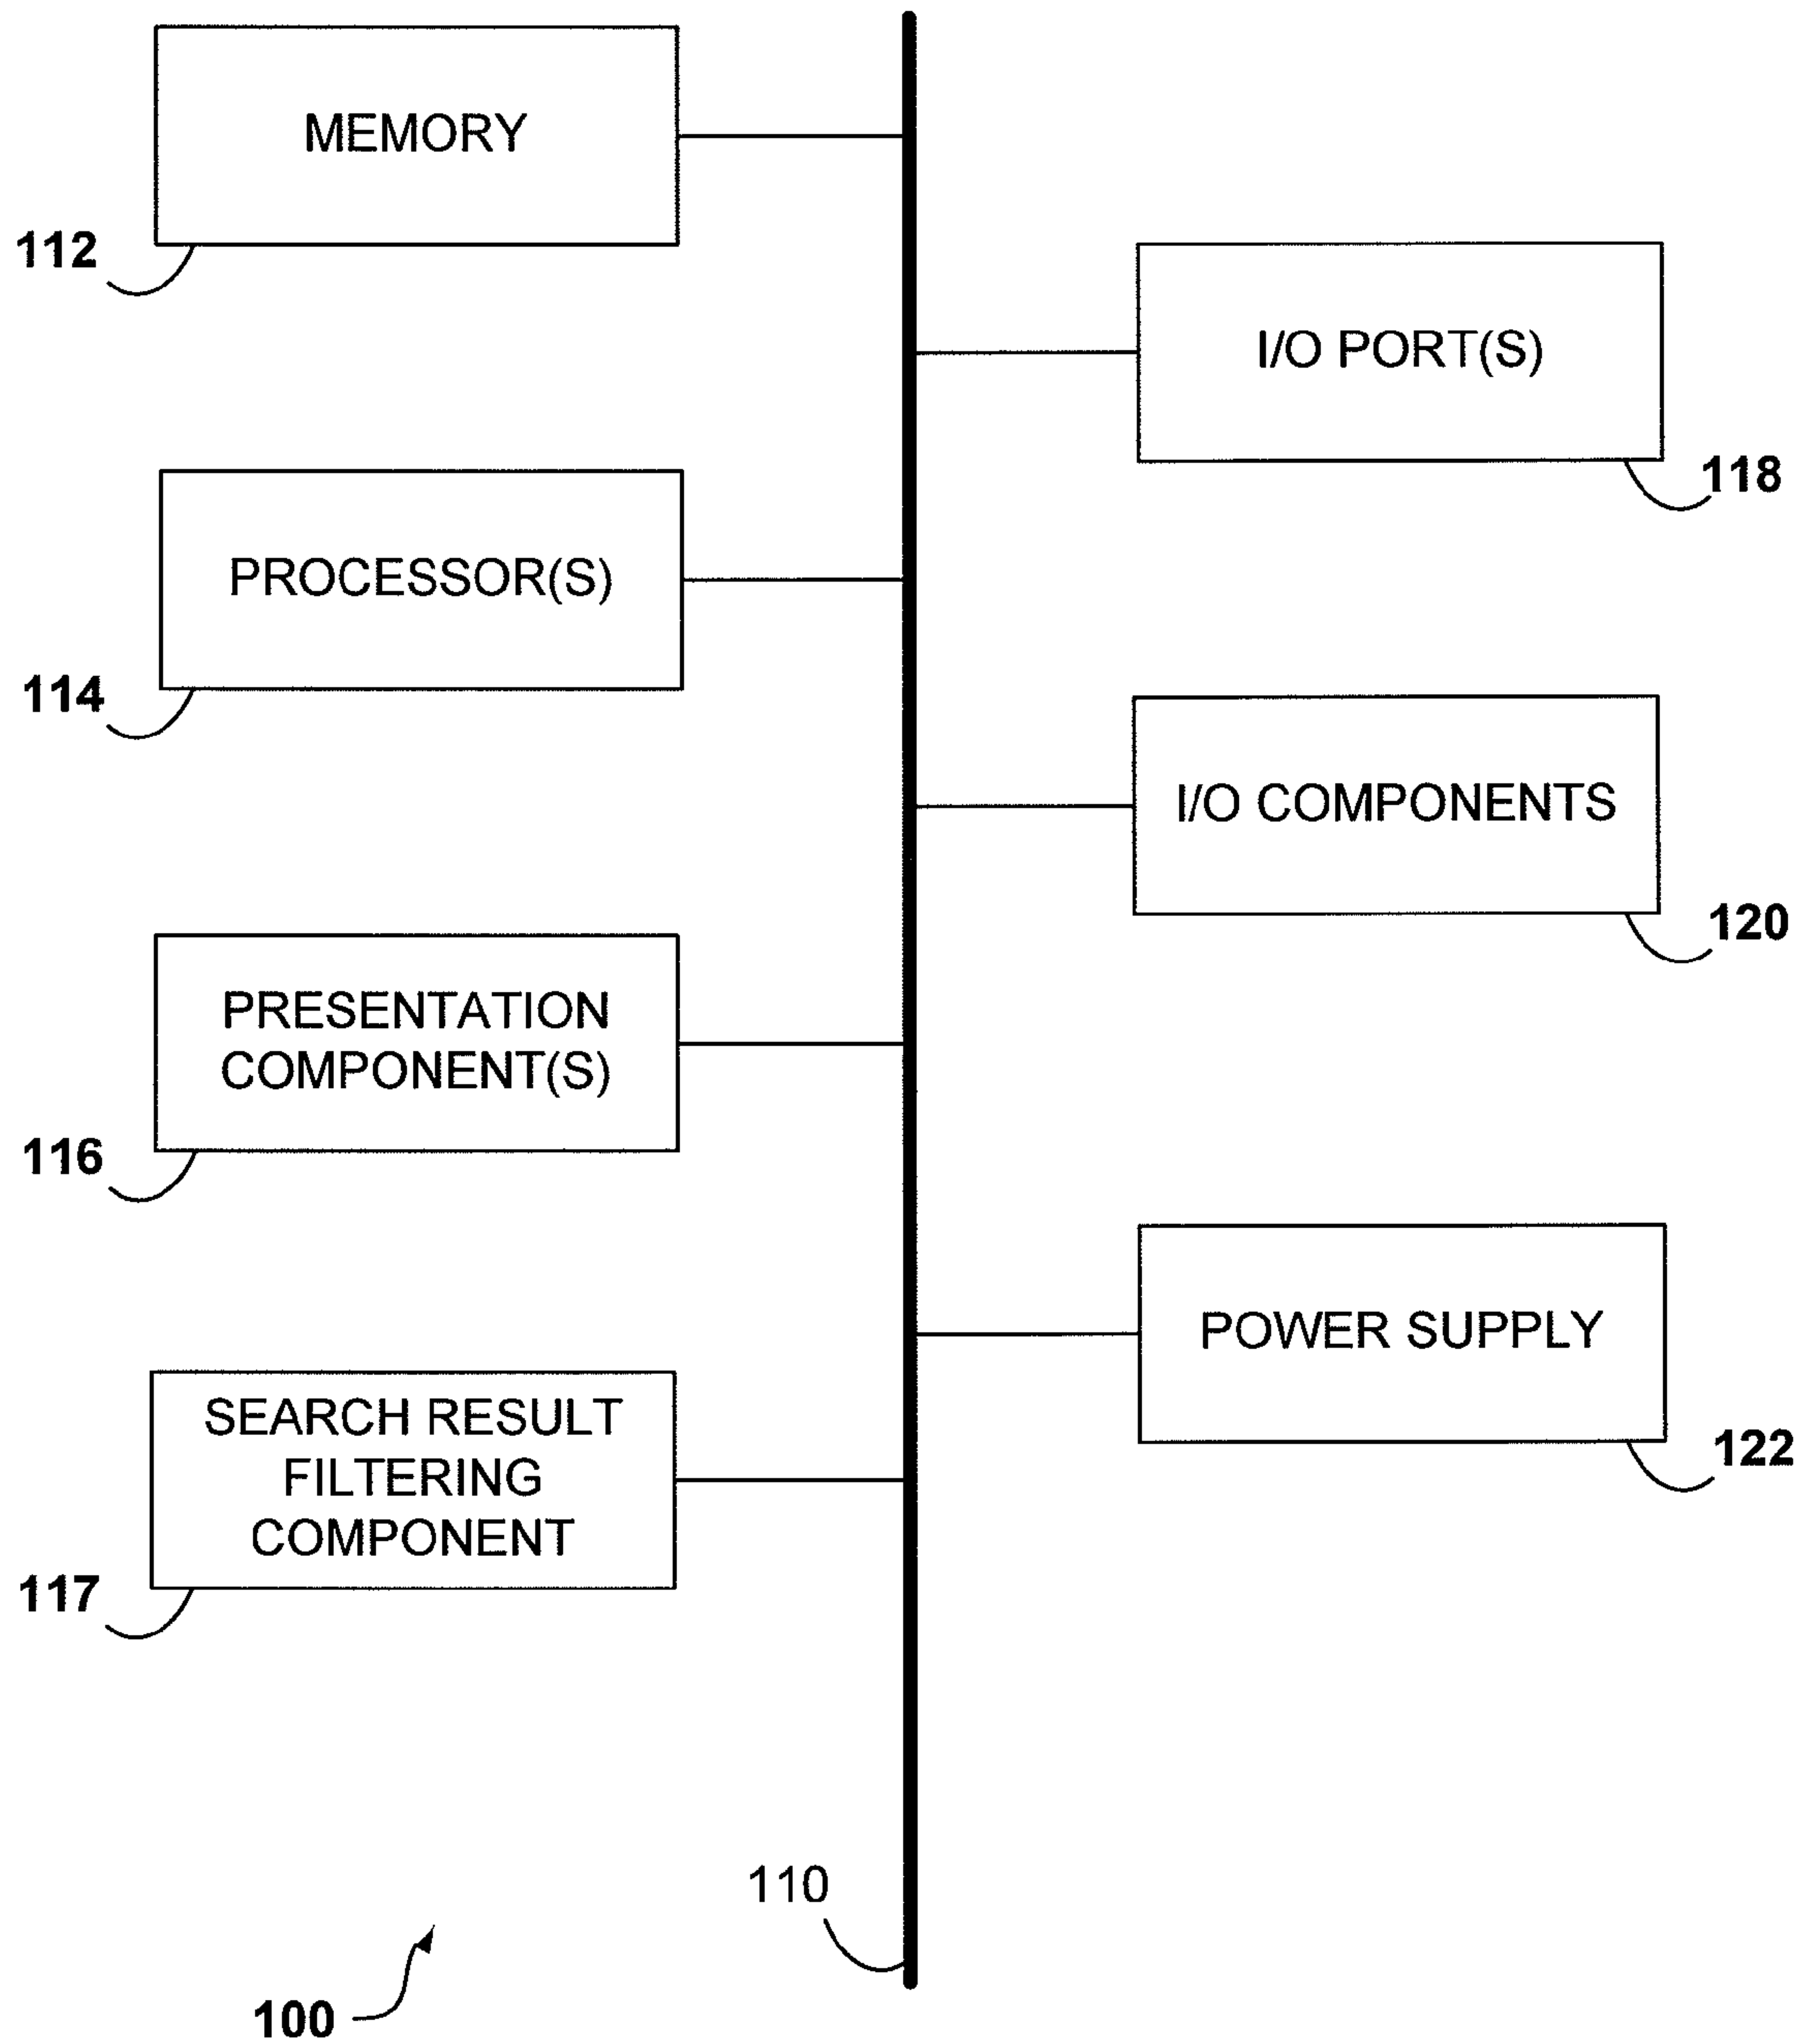 MEMORY
112
I/O PORT(S)
118
PROCESSOR(S)
114
I/O COMPONENTS
120
PRESENTATION
COMPONENT(S)
116
POWER SUPPLY
122
SEARCH RESULT
FILTERING
COMPONENT
117
110
100